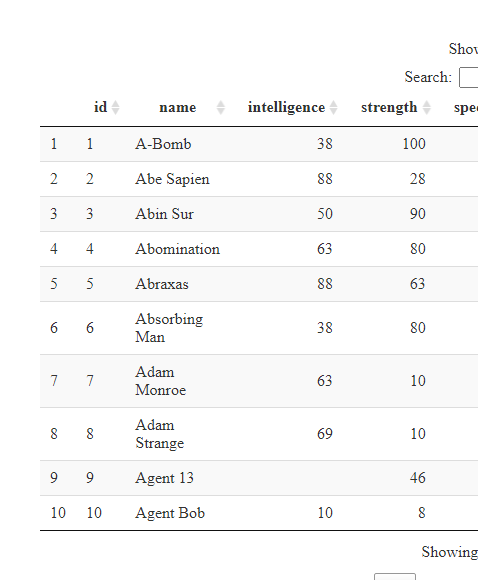 Show
Search:
id name intelligence strength spee
1 1 A-Bomb 38 100
2 2 Abe Sapien 88 28
3 3 Abin Sur 50 90
4 4 Abomination 63 80
5 5 Abraxas 88 63
6 6 Absorbing Man 38 80
7 7 Adam Monroe 63 10
8 8 Adam Strange 69 10
9 9 Agent 13 46
10 10 Agent Bob 10 8
Showing